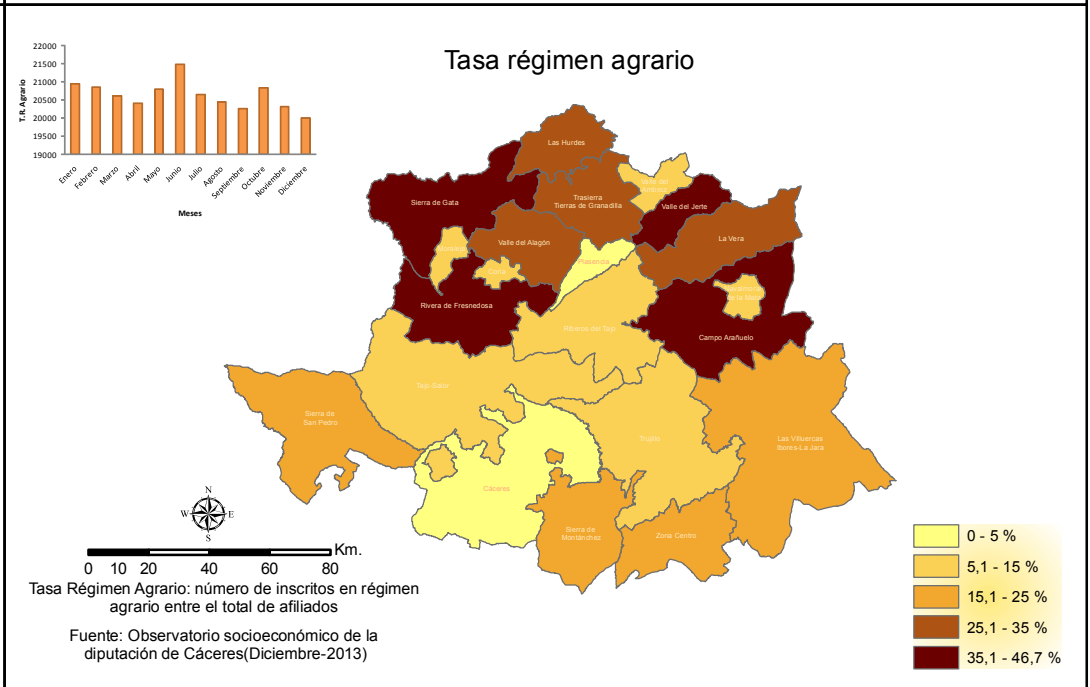 Tasa régimen agrario
22000
21000
20500
20000
19500
19000
T.R. Agrario
Enero
Febrero
Marzo
Abril
Mayo
Junio
Julio
Agosto
Septiembre
Octubre
Noviembre
Diciembre
Meses
Las Hurdes
Sierra de Gata
Trasierra
Tierras de Granadilla
Valle del Jerte
La Vera
Valle del Alagón
Plasencia
Coria
Rivera de Fresnedosa
Riberos del Tajo
Campo Arañuelo
Tajo-Salor
Sierra de
San Pedro
Trujillo
Las Villuercas
Ibores-La Jara
Cáceres
Sierra de
Montánchez
Zona Centro
N
W
E
S
Km.
0 10 20 40 60 80
Tasa Régimen Agrario: número de inscritos en régimen
agrario entre el total de afiliados
Fuente: Observatorio socioeconómico de la
diputación de Cáceres(Diciembre-2013)
0 - 5 %
5,1 - 15 %
15,1 - 25 %
25,1 - 35 %
35,1 - 46,7 %